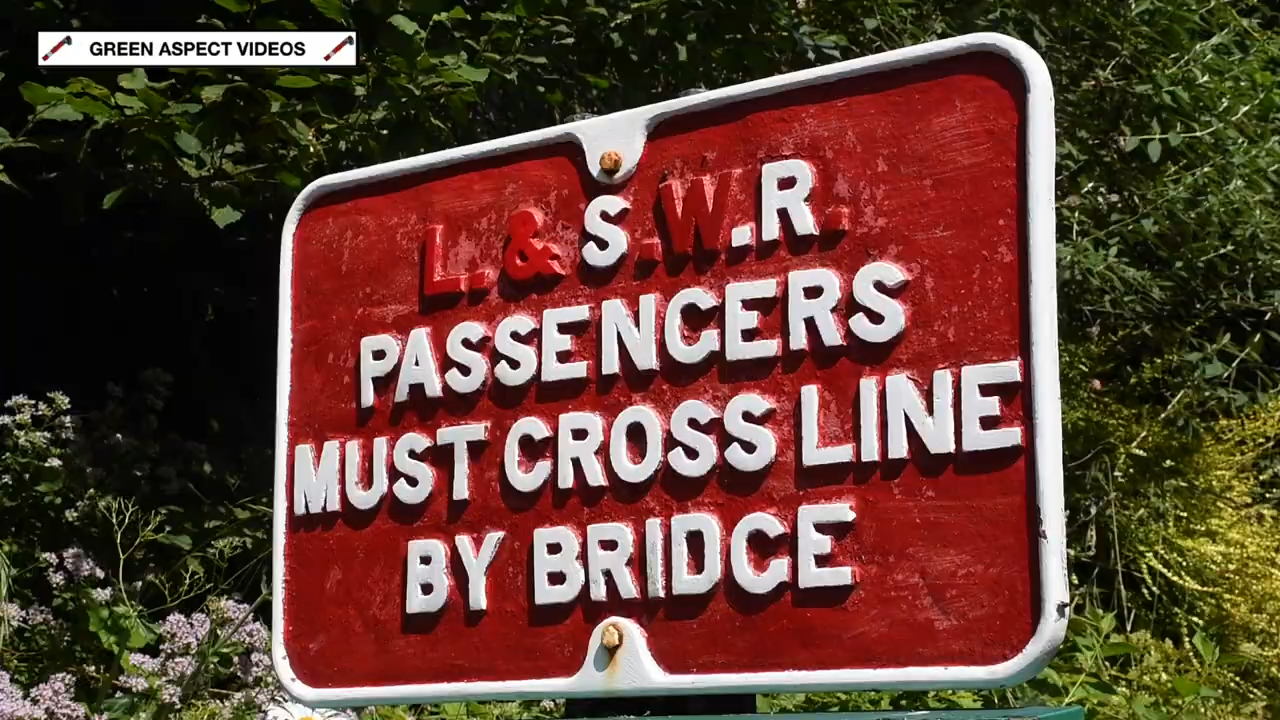 GREEN ASPECT VIDEOS
L.&S.W.R.
PASSENGERS
MUST CROSS LINE
BY BRIDGE